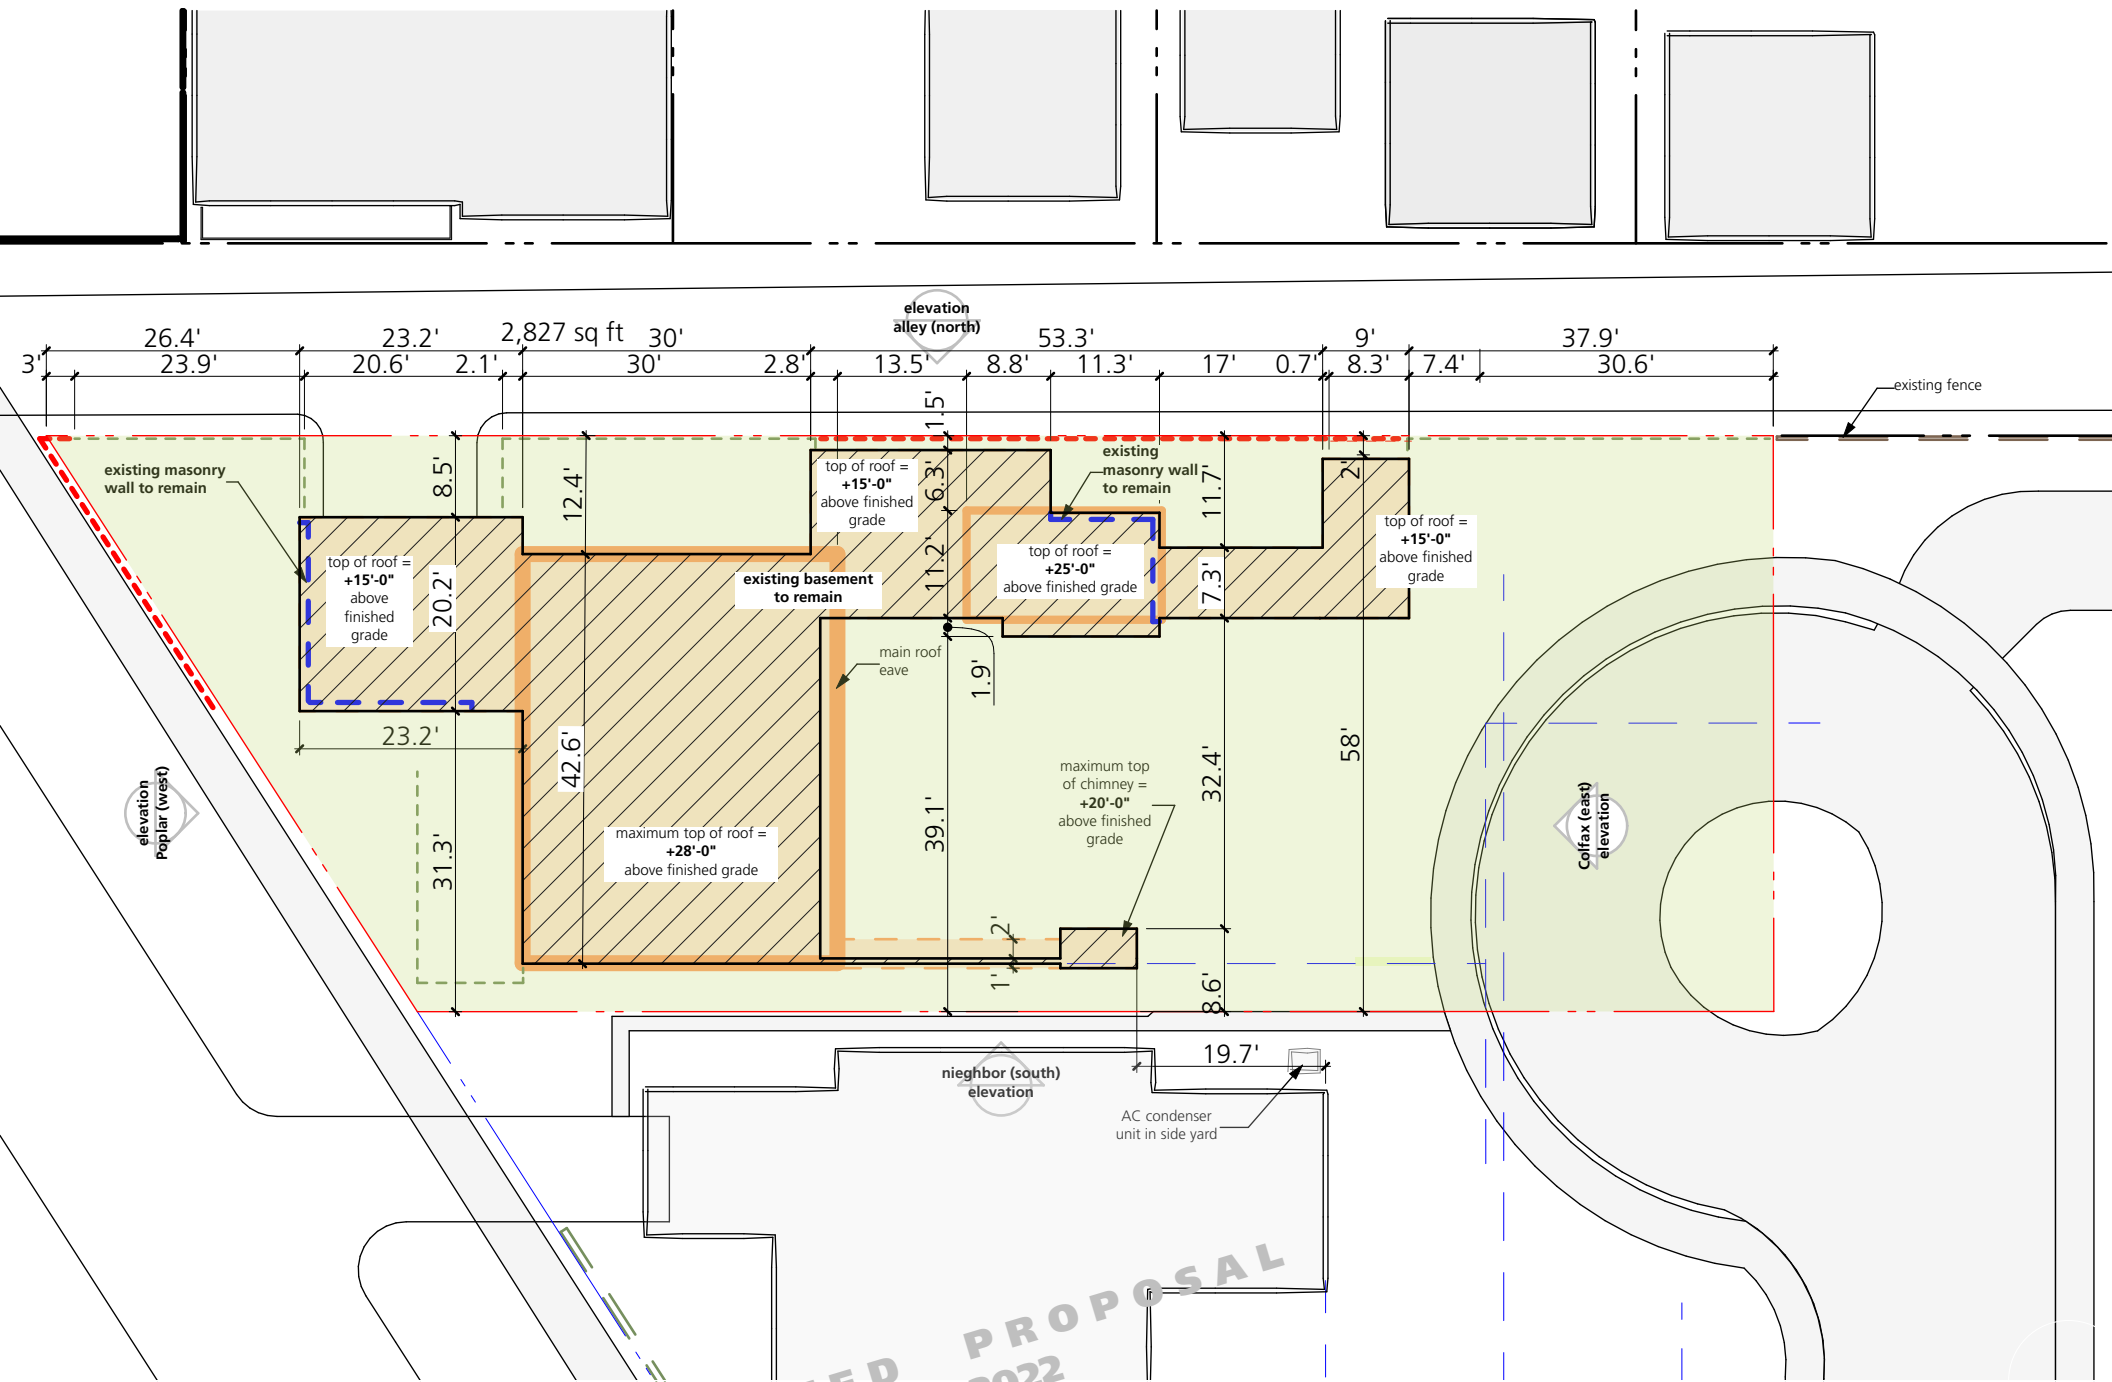 elevation
alley (north)
26.4'
23.2'
2,827 sq ft
30'
53.3'
9'
37.9'
3'
23.9'
20.6'
2.1'
30'
2.8'
13.5'
8.8'
11.3'
17'
0.7'
8.3'
7.4'
30.6'
existing fence
1.5'
existing masonry
wall to remain
8.5'
12.4'
top of roof =
+15'-0"
above finished
grade
6.3'
existing
masonry wall
to remain
11.7'
2'
top of roof =
+15'-0"
above finished
grade
top of roof =
+15'-0"
above
finished
grade
20.2'
existing basement
to remain
11.2'
top of roof =
+25'-0"
above finished grade
7.3'
main roof
eave
1.9'
23.2'
42.6'
58'
elevation
Poplar (west)
maximum top
of chimney =
+20'-0"
above finished
grade
32.4'
Colfax (east)
elevation
31.3'
maximum top of roof =
+28'-0"
above finished grade
39.1'
2'
1'
8.6'
nieghbor (south)
elevation
19.7'
AC condenser
unit in side yard
PROPOSAL